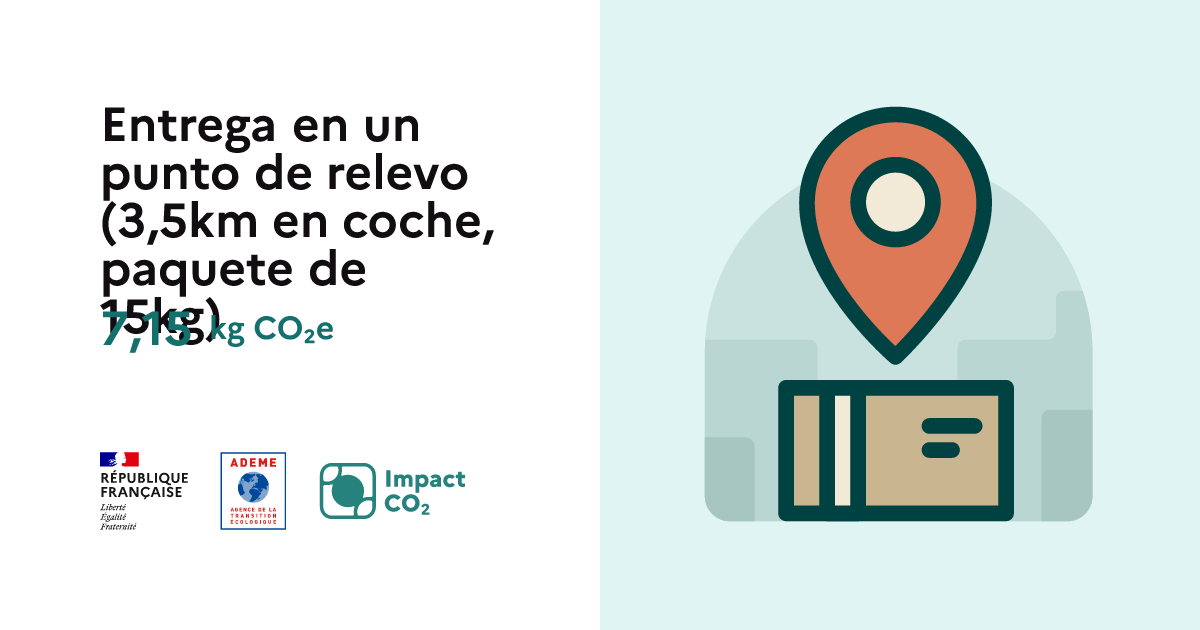 Entrega en un
punto de relevo
(3,5km en coche,
paquete de
15kg)
7,15 kg CO₂e
RÉPUBLIQUE
FRANÇAISE
Liberté
Égalité
Fraternité
ADEME
AGENCE DE LA
TRANSITION
ÉCOLOGIQUE
Impact
CO₂